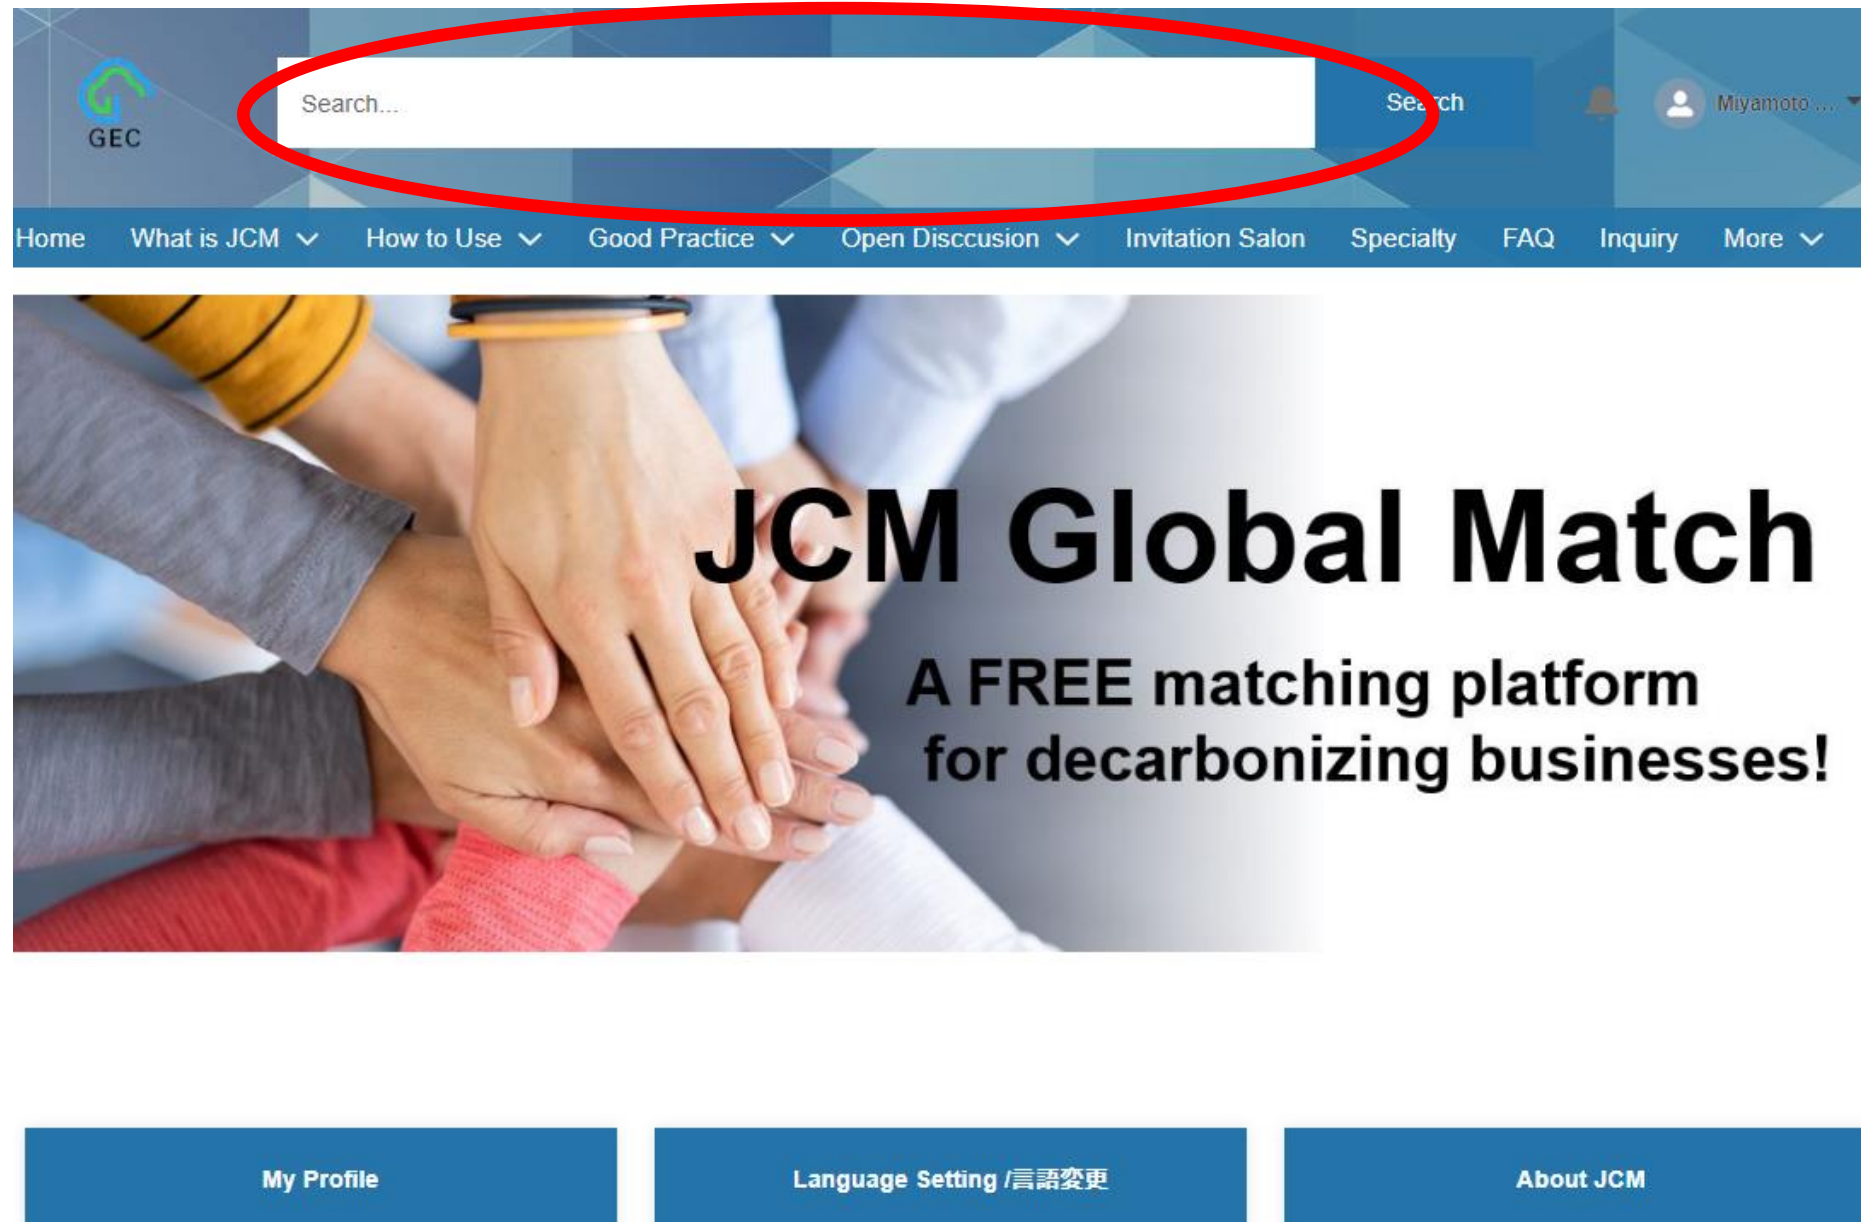 GEC
Search...
Search
Miyamoto ...
Home What is JCM How to Use Good Practice Open Disccusion Invitation Salon Specialty FAQ Inquiry More
JCM Global Match
A FREE matching platform
for decarbonizing businesses!
My Profile
Language Setting /言語変更
About JCM